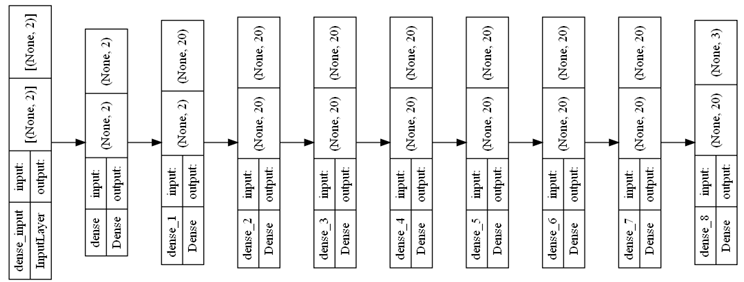 dense_input input: [(None, 2)] [(None, 2)]
InputLayer output:
dense input: (None, 2) (None, 2)
Dense output:
dense_1 input: (None, 2) (None, 20)
Dense output:
dense_2 input: (None, 20) (None, 20)
Dense output:
dense_3 input: (None, 20) (None, 20)
Dense output:
dense_4 input: (None, 20) (None, 20)
Dense output:
dense_5 input: (None, 20) (None, 20)
Dense output:
dense_6 input: (None, 20) (None, 20)
Dense output:
dense_7 input: (None, 20) (None, 20)
Dense output:
dense_8 input: (None, 20) (None, 3)
Dense output: